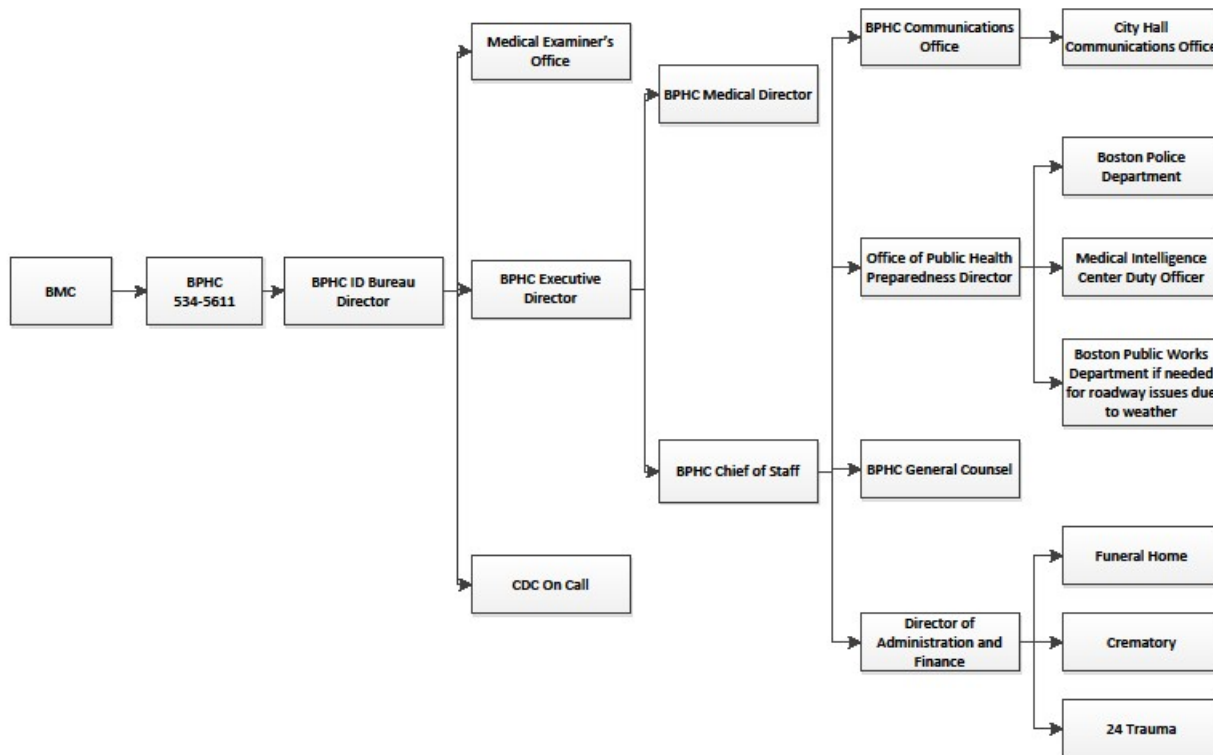 BMC
BPHC
534-5611
BPHC ID Bureau
Director
Medical Examiner's
Office
BPHC Executive
Director
CDC On Call
BPHC Medical Director
BPHC Chief of Staff
BPHC Communications
Office
Office of Public Health
Preparedness Director
BPHC General Counsel
Director of
Administration and
Finance
City Hall
Communications Office
Boston Police
Department
Medical Intelligence
Center Duty Officer
Boston Public Works
Department if needed
for roadway issues due
to weather
Funeral Home
Crematory
24 Trauma